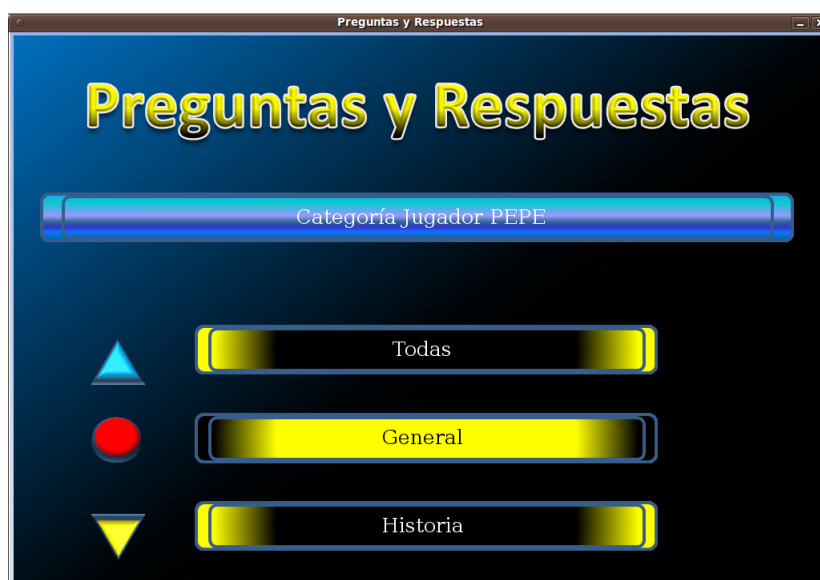 Preguntas y Respuestas
Preguntas y Respuestas
Categoría Jugador PEPE
Todas
General
Historia